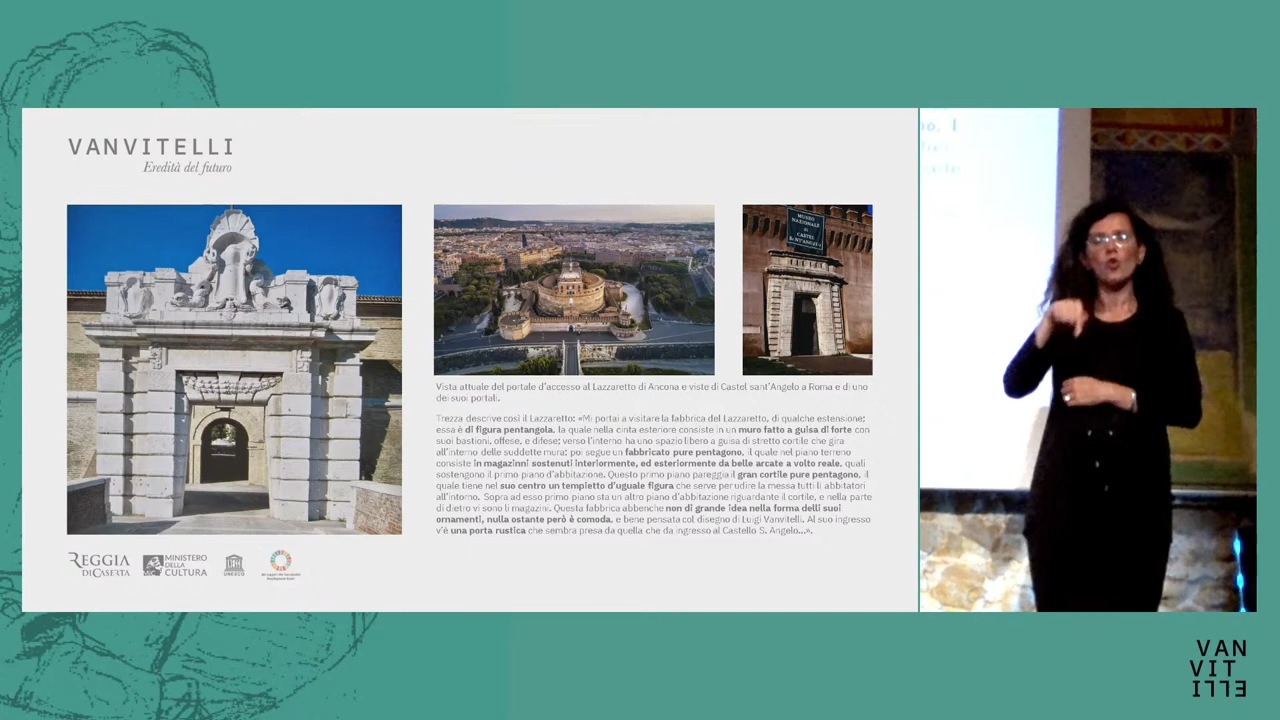 VANVITELLI
Eredità del futuro
MUSEO
NAZIONALE
DI
CASTEL
SANT'ANGELO
Vista attuale del portale d'accesso al Lazzaretto di Ancona e viste di Castel sant'Angelo a Roma e di uno
dei suoi portali.
Trezza descrive così il Lazzaretto: «Mi portai a visitare la fabbrica del Lazzaretto, di qualche estensione;
essa è di figura pentangola, la quale nella cinta esteriore consiste in un muro fatto a guisa di forte con
suoi bastioni, offese, e difese; verso l'interno ha uno spazio libero a guisa di stretto cortile che gira
all'interno delle suddette mura; poi segue un fabbricato pure pentagono, il quale nel piano terreno
consiste in magazinni sostenuti interiormente, ed esteriormente da belle arcate a volto reale, quali
sostengono il primo piano d'abbitazione. Questo primo piano pareggia il gran cortile pure pentagono, il
quale tiene nel suo centro un tempietto d'uguale figura che serve per udire la messa tutti li abbitatori
all'intorno. Sopra ad esso primo piano sta un altro piano d'abbitazione riguardante il cortile, e nella parte
di dietro vi sono li magazini. Questa fabbrica abbenche non di grande idea nella forma delli suoi
ornamenti, nulla ostante però è comoda, e bene pensata col disegno di Luigi Vanvitelli. Al suo ingresso
v'è una porta rustica che sembra presa da quella che da ingresso al Castello S. Angelo...».
REGGIA
DI CASERTA
MINISTERO
DELLA
CULTURA
UNESCO
VAN
VIT
ELLI